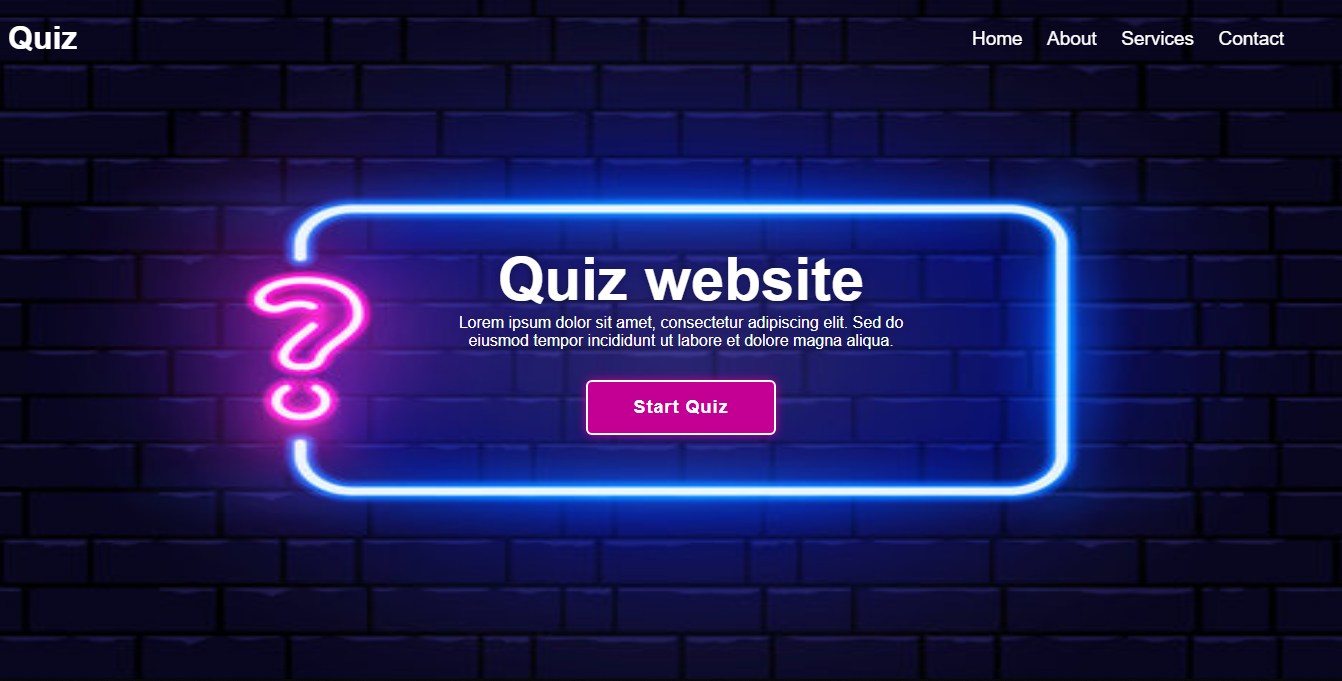 Quiz
Home About Services Contact
Quiz website
Lorem ipsum dolor sit amet, consectetur adipiscing elit. Sed do
eiusmod tempor incididunt ut labore et dolore magna aliqua.
Start Quiz